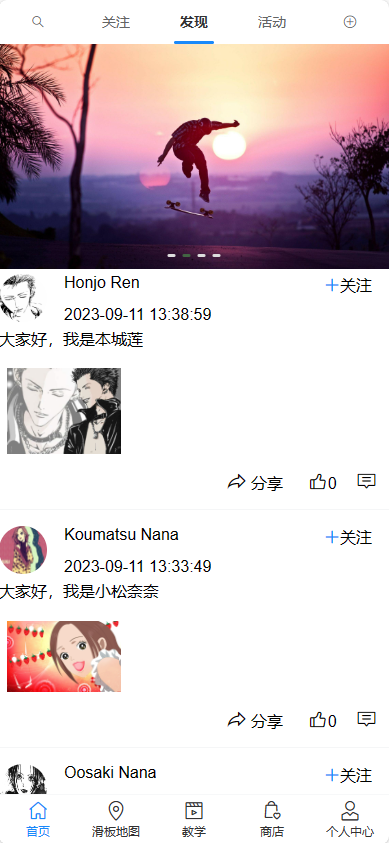 关注 发现 活动
Honjo Ren +关注
2023-09-11 13:38:59
大家好，我是本城莲
分享 0
Koumatsu Nana +关注
2023-09-11 13:33:49
大家好，我是小松奈奈
分享 0
Oosaki Nana +关注
首页 滑板地图 教学 商店 个人中心